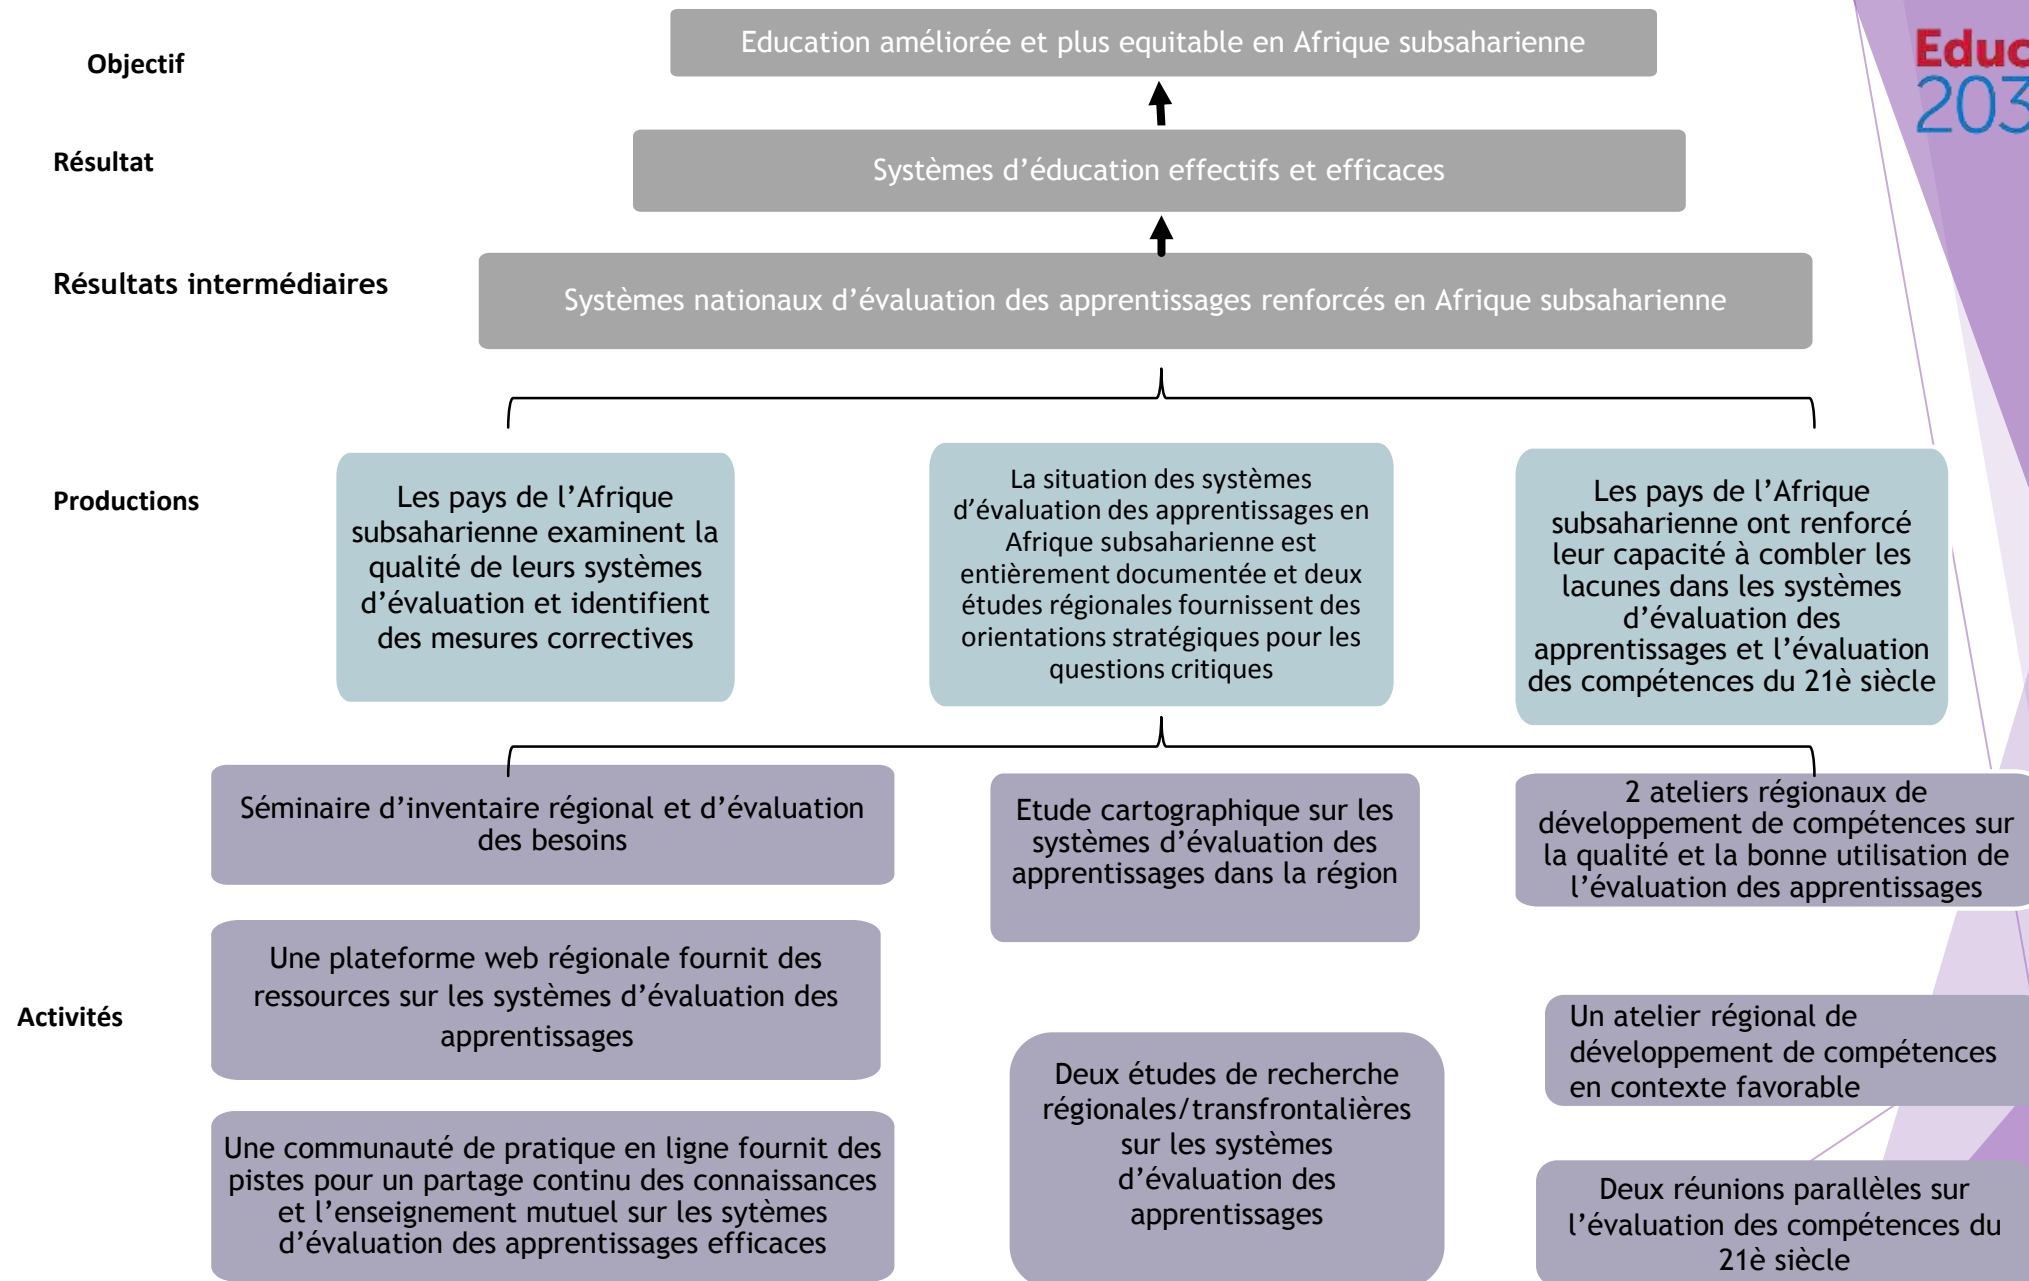 Objectif
Education améliorée et plus equitable en Afrique subsaharienne
Educ
203
Résultat
Systèmes d’éducation effectifs et efficaces
Résultats intermédiaires
Systèmes nationaux d’évaluation des apprentissages renforcés en Afrique subsaharienne
Productions
Les pays de l’Afrique
subsaharienne examinent la
qualité de leurs systèmes
d’évaluation et identifient
des mesures correctives
La situation des systèmes
d’évaluation des apprentissages en
Afrique subsaharienne est
entièrement documentée et deux
études régionales fournissent des
orientations stratégiques pour les
questions critiques
Les pays de l’Afrique
subsaharienne ont renforcé
leur capacité à combler les
lacunes dans les systèmes
d’évaluation des
apprentissages et l’évaluation
des compétences du 21è siècle
Activités
Séminaire d’inventaire régional et d’évaluation
des besoins
Une plateforme web régionale fournit des
ressources sur les systèmes d’évaluation des
apprentissages
Une communauté de pratique en ligne fournit des
pistes pour un partage continu des connaissances
et l’enseignement mutuel sur les sytèmes
d’évaluation des apprentissages efficaces
Etude cartographique sur les
systèmes d’évaluation des
apprentissages dans la région
Deux études de recherche
régionales/transfrontalières
sur les systèmes
d’évaluation des
apprentissages
2 ateliers régionaux de
développement de compétences sur
la qualité et la bonne utilisation de
l’évaluation des apprentissages
Un atelier régional de
développement de compétences
en contexte favorable
Deux réunions parallèles sur
l’évaluation des compétences du
21è siècle